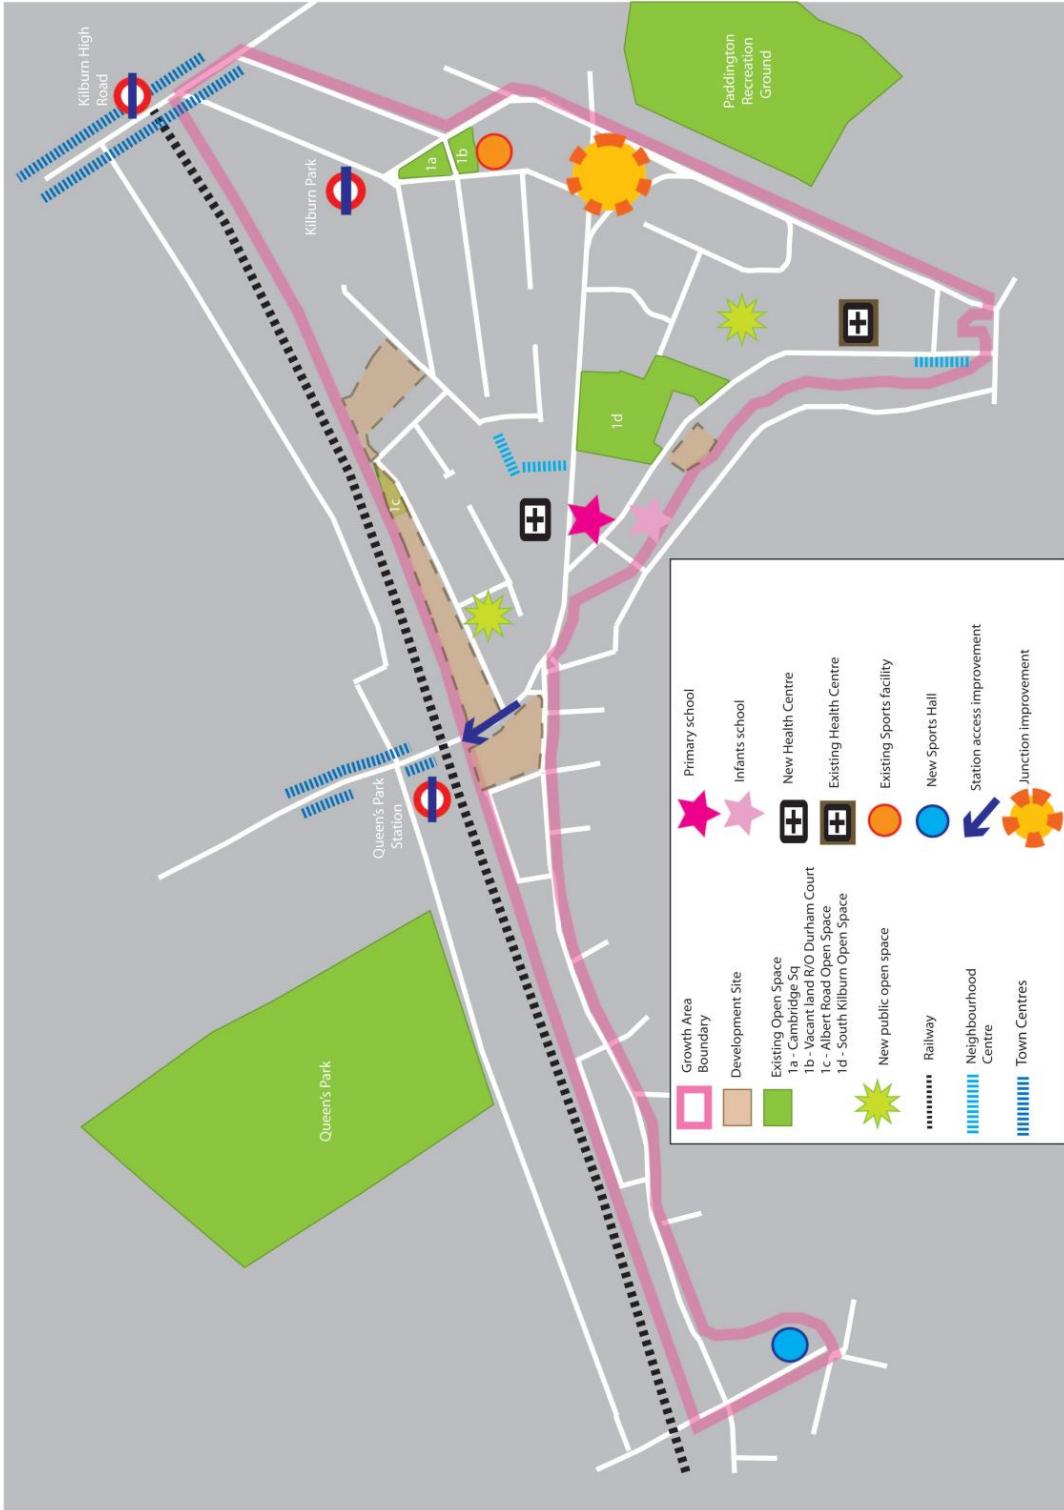 Kilburn High
Road
Paddington
Recreation
Ground
Kilburn Park
1a
1b
1c
1d
Queen's Park
Station
Queen's Park
Growth Area
Boundary
Development Site
Existing Open Space
1a - Cambridge Sq
1b - Vacant land R/O Durham Court
1c - Albert Road Open Space
1d - South Kilburn Open Space
New public open space
Railway
Neighbourhood
Centre
Town Centres
Primary school
Infants school
New Health Centre
Existing Health Centre
Existing Sports facility
New Sports Hall
Station access improvement
Junction improvement